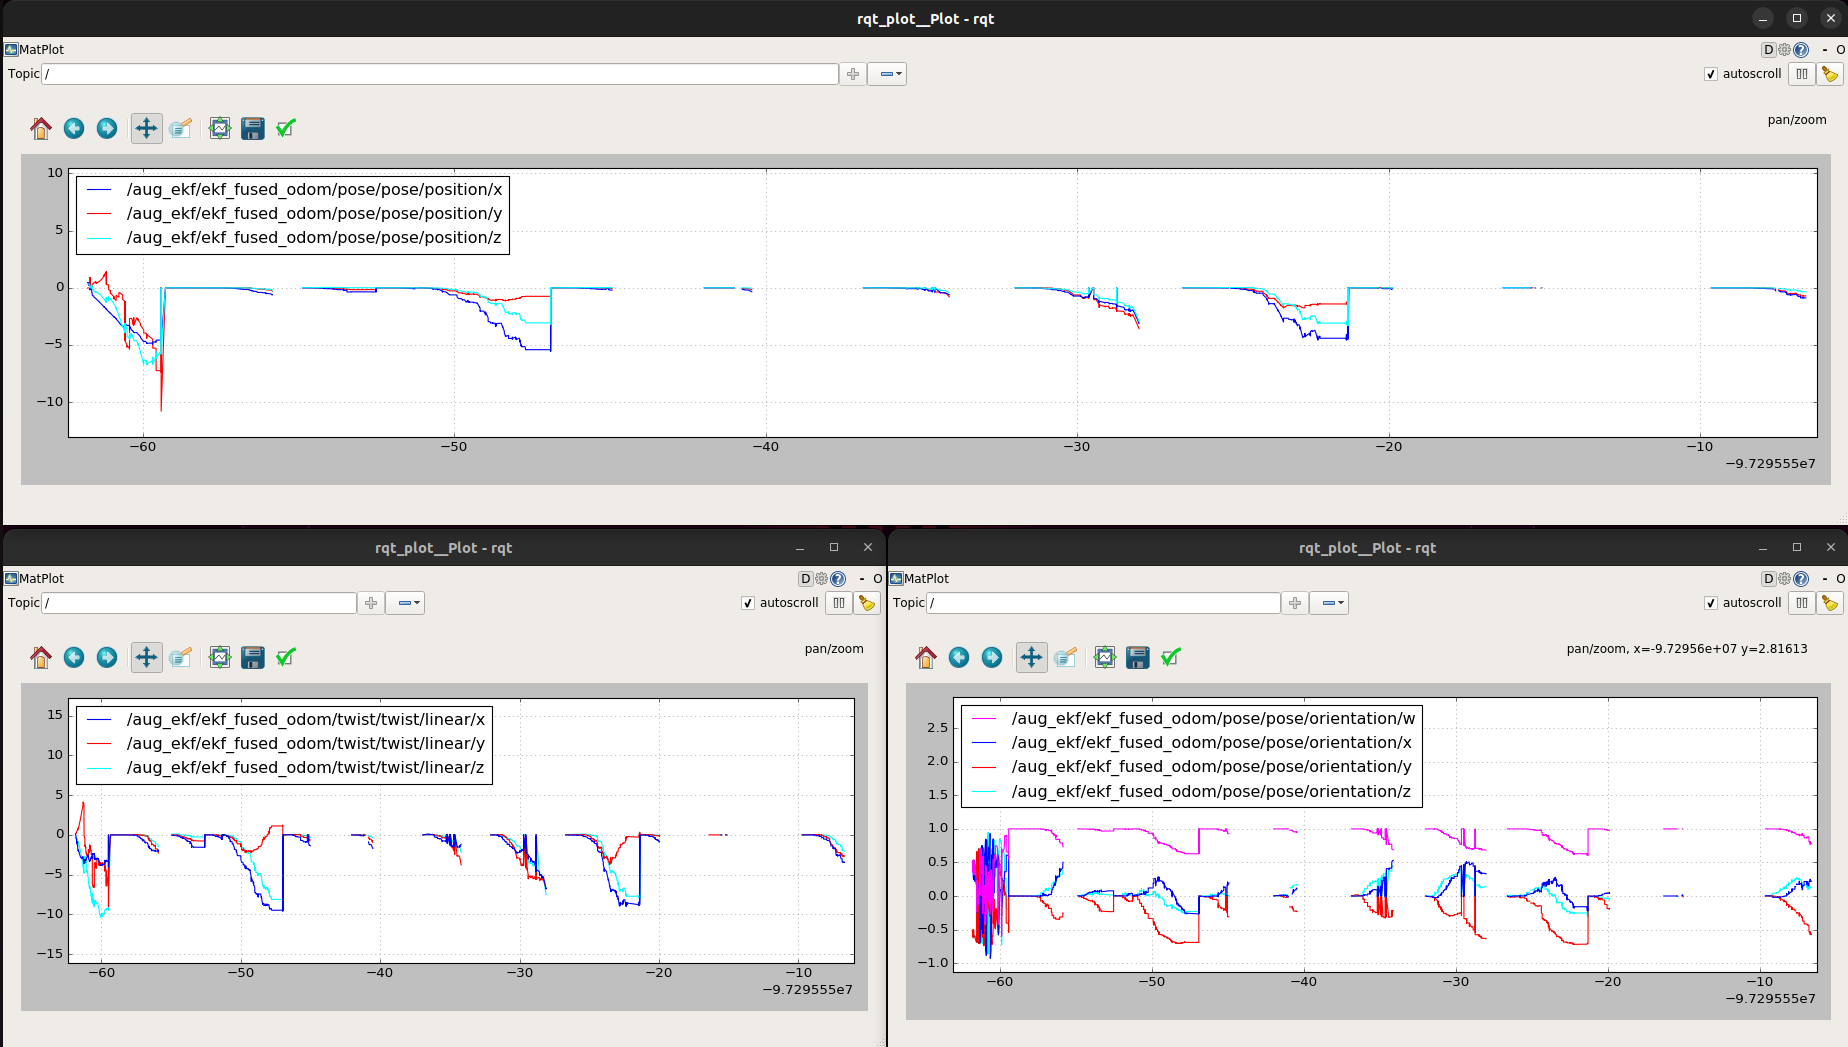 rqt_plot__Plot - rqt
MatPlot
D
- O
Topic /
autoscroll
pan/zoom
10
5
0
−5
−10
/aug_ekf/ekf_fused_odom/pose/pose/position/x
/aug_ekf/ekf_fused_odom/pose/pose/position/y
/aug_ekf/ekf_fused_odom/pose/pose/position/z
−60 −50 −40 −30 −20 −10
−9.729555e7
rqt_plot__Plot - rqt
MatPlot
D
- O
Topic /
autoscroll
pan/zoom
15
10
5
0
−5
−10
−15
/aug_ekf/ekf_fused_odom/twist/twist/linear/x
/aug_ekf/ekf_fused_odom/twist/twist/linear/y
/aug_ekf/ekf_fused_odom/twist/twist/linear/z
−60 −50 −40 −30 −20 −10
−9.729555e7
rqt_plot__Plot - rqt
MatPlot
D
- O
Topic /
autoscroll
pan/zoom, x=-9.72956e+07 y=2.81613
2.5
2.0
1.5
1.0
0.5
0.0
−0.5
−1.0
/aug_ekf/ekf_fused_odom/pose/pose/orientation/w
/aug_ekf/ekf_fused_odom/pose/pose/orientation/x
/aug_ekf/ekf_fused_odom/pose/pose/orientation/y
/aug_ekf/ekf_fused_odom/pose/pose/orientation/z
−60 −50 −40 −30 −20 −10
−9.729555e7